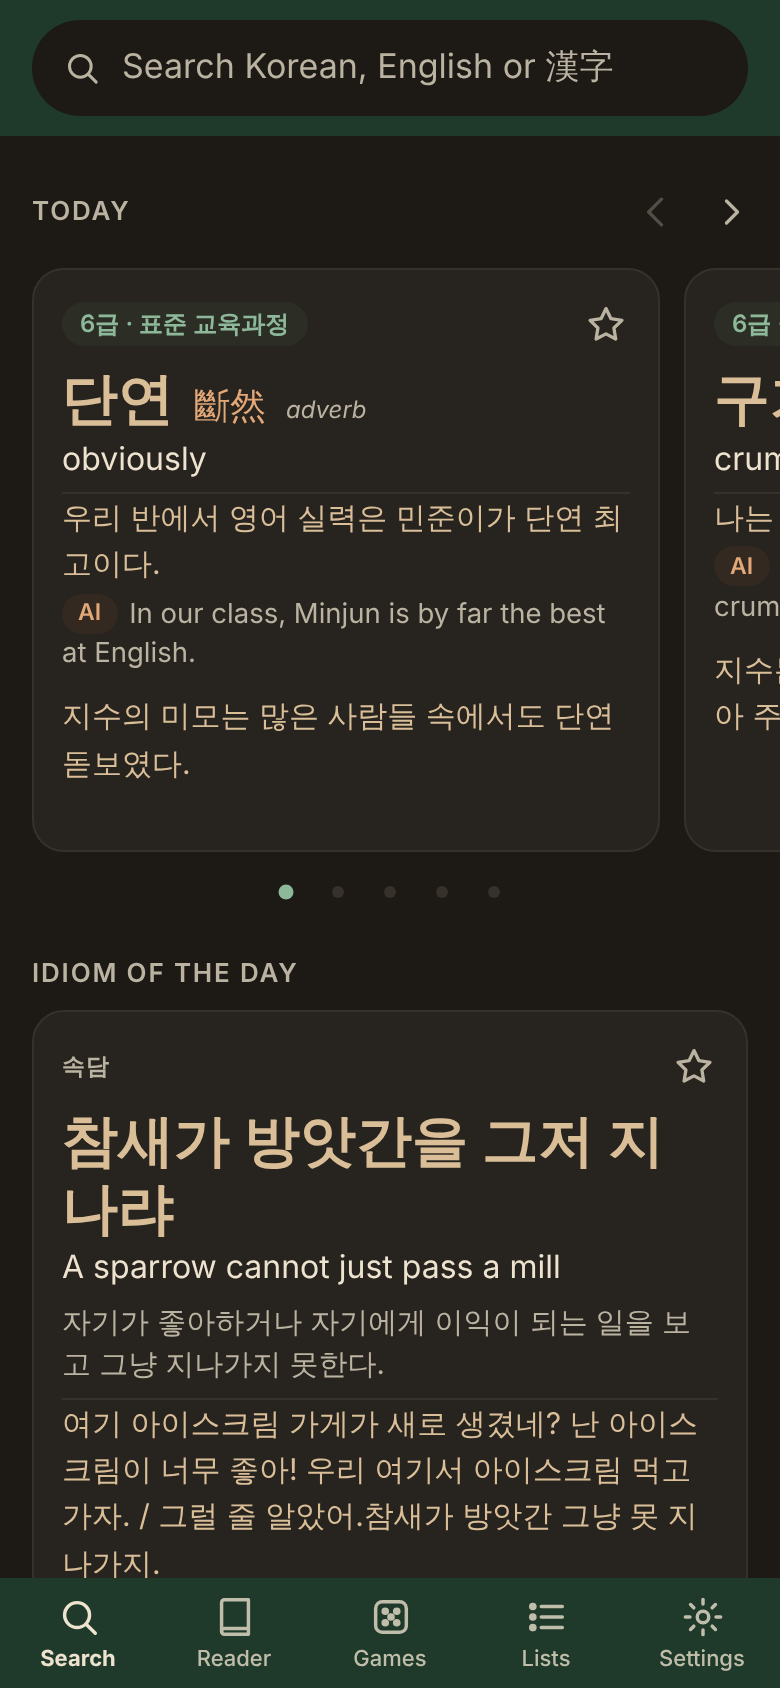 Search Korean, English or 漢字
TODAY
6급 · 표준 교육과정
단연 斷然 adverb
obviously
우리 반에서 영어 실력은 민준이가 단연 최
고이다.
AI In our class, Minjun is by far the best
at English.
지수의 미모는 많은 사람들 속에서도 단연
돋보였다.
6급
crum
나는
AI
crum
아 주
IDIOM OF THE DAY
속담
참새가 방앗간을 그저 지
나랴
A sparrow cannot just pass a mill
자기가 좋아하거나 자기에게 이익이 되는 일을 보
고 그냥 지나가지 못한다.
여기 아이스크림 가게가 새로 생겼네? 난 아이스
크림이 너무 좋아! 우리 여기서 아이스크림 먹고
가자. / 그럴 줄 알았어.참새가 방앗간 그냥 못 지
나가지.
Search
Reader
Games
Lists
Settings